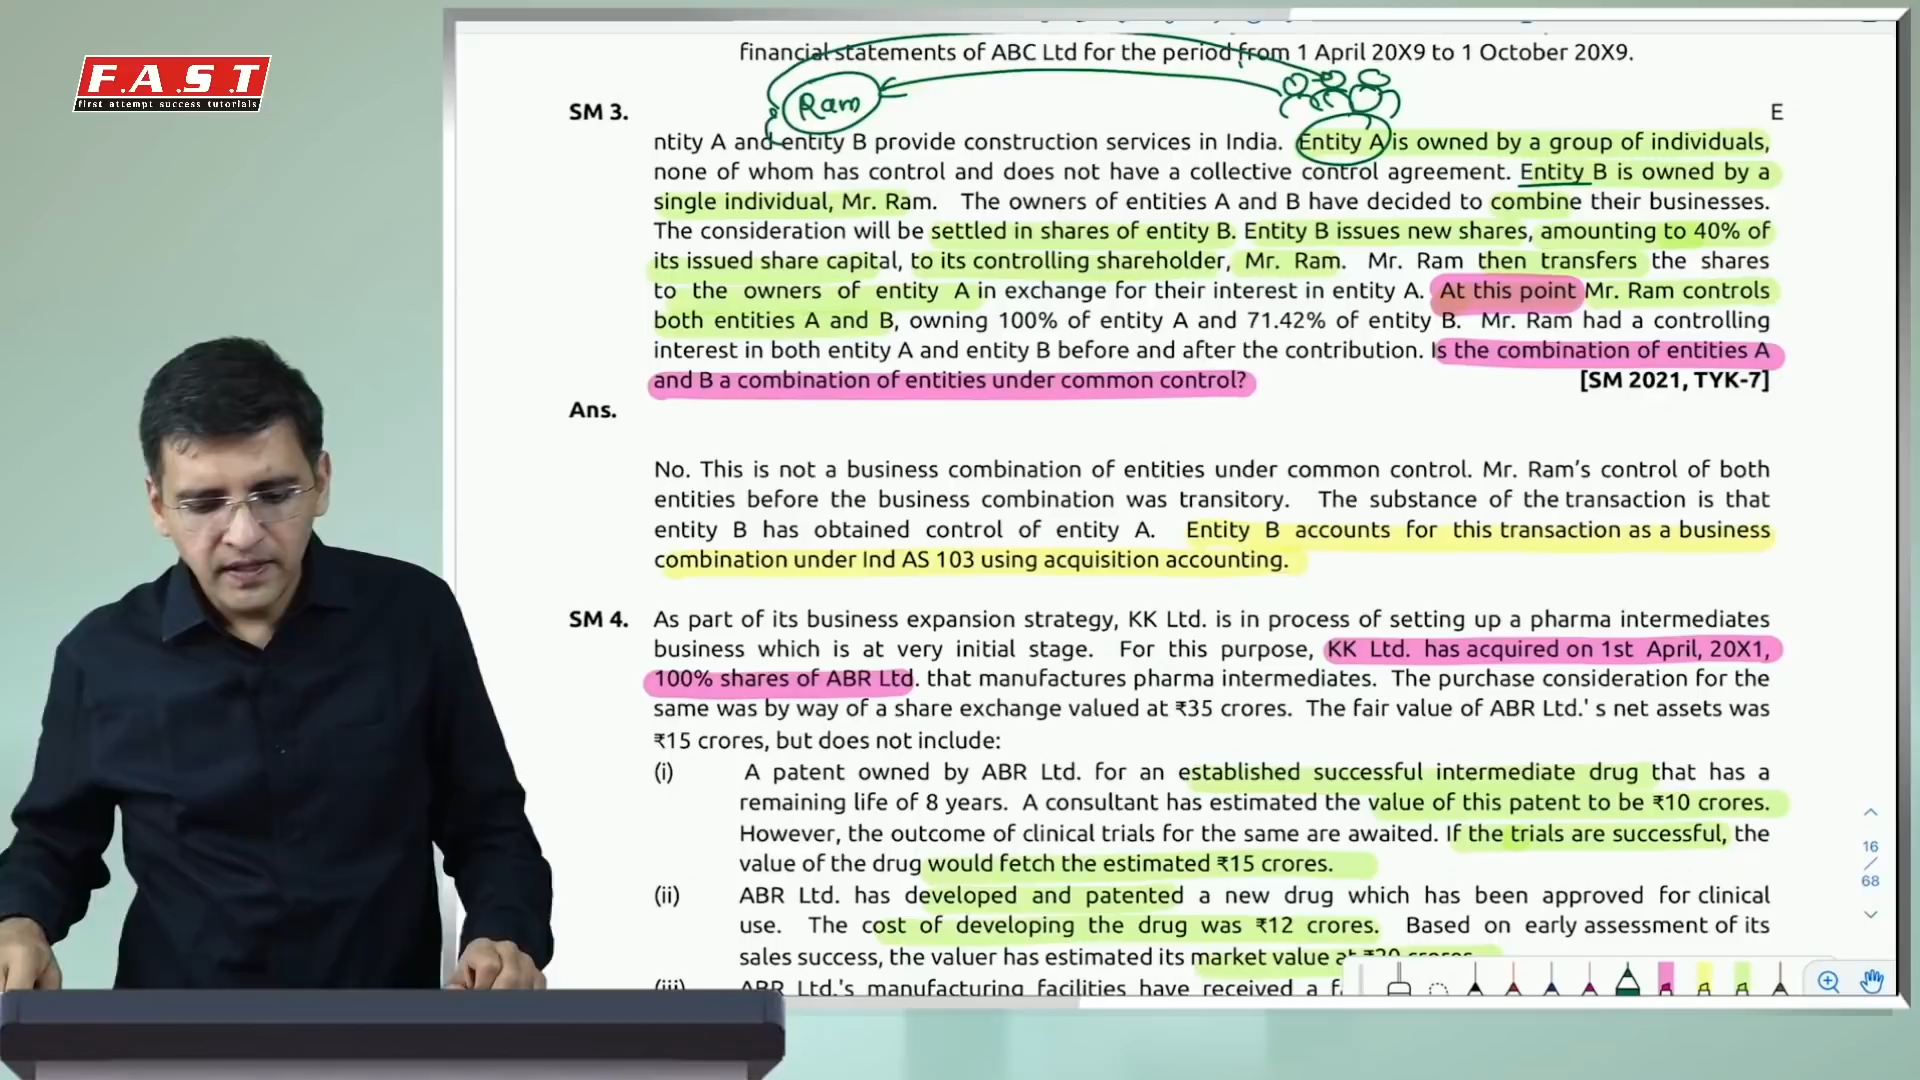 F.A.S.T
first attempt success tutorials
financial statements of ABC Ltd for the period from 1 April 20X9 to 1 October 20X9.
Ram
SM 3.
E
ntity A and entity B provide construction services in India. Entity A is owned by a group of individuals,
none of whom has control and does not have a collective control agreement. Entity B is owned by a
single individual, Mr. Ram. The owners of entities A and B have decided to combine their businesses.
The consideration will be settled in shares of entity B. Entity B issues new shares, amounting to 40% of
its issued share capital, to its controlling shareholder, Mr. Ram. Mr. Ram then transfers the shares
to the owners of entity A in exchange for their interest in entity A. At this point Mr. Ram controls
both entities A and B, owning 100% of entity A and 71.42% of entity B. Mr. Ram had a controlling
interest in both entity A and entity B before and after the contribution. Is the combination of entities A
and B a combination of entities under common control? [SM 2021, TYK-7]
Ans.
No. This is not a business combination of entities under common control. Mr. Ram’s control of both
entities before the business combination was transitory. The substance of the transaction is that
entity B has obtained control of entity A. Entity B accounts for this transaction as a business
combination under Ind AS 103 using acquisition accounting.
SM 4. As part of its business expansion strategy, KK Ltd. is in process of setting up a pharma intermediates
business which is at very initial stage. For this purpose, KK Ltd. has acquired on 1st April, 20X1,
100% shares of ABR Ltd. that manufactures pharma intermediates. The purchase consideration for the
same was by way of a share exchange valued at ₹35 crores. The fair value of ABR Ltd.' s net assets was
₹15 crores, but does not include:
(i) A patent owned by ABR Ltd. for an established successful intermediate drug that has a
remaining life of 8 years. A consultant has estimated the value of this patent to be ₹10 crores.
However, the outcome of clinical trials for the same are awaited. If the trials are successful, the
value of the drug would fetch the estimated ₹15 crores.
(ii) ABR Ltd. has developed and patented a new drug which has been approved for clinical
use. The cost of developing the drug was ₹12 crores. Based on early assessment of its
sales success, the valuer has estimated its market value at ₹20 crores.
(iii) ABR Ltd.'s manufacturing facilities have received a
16
/
68